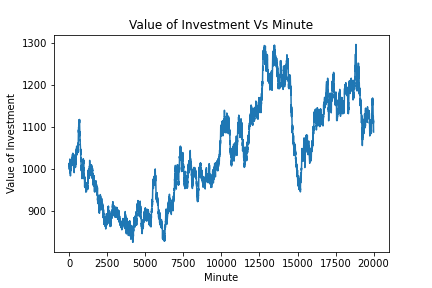 Value of Investment Vs Minute
1300
1200
1100
1000
900
Value of Investment
0 2500 5000 7500 10000 12500 15000 17500 20000
Minute